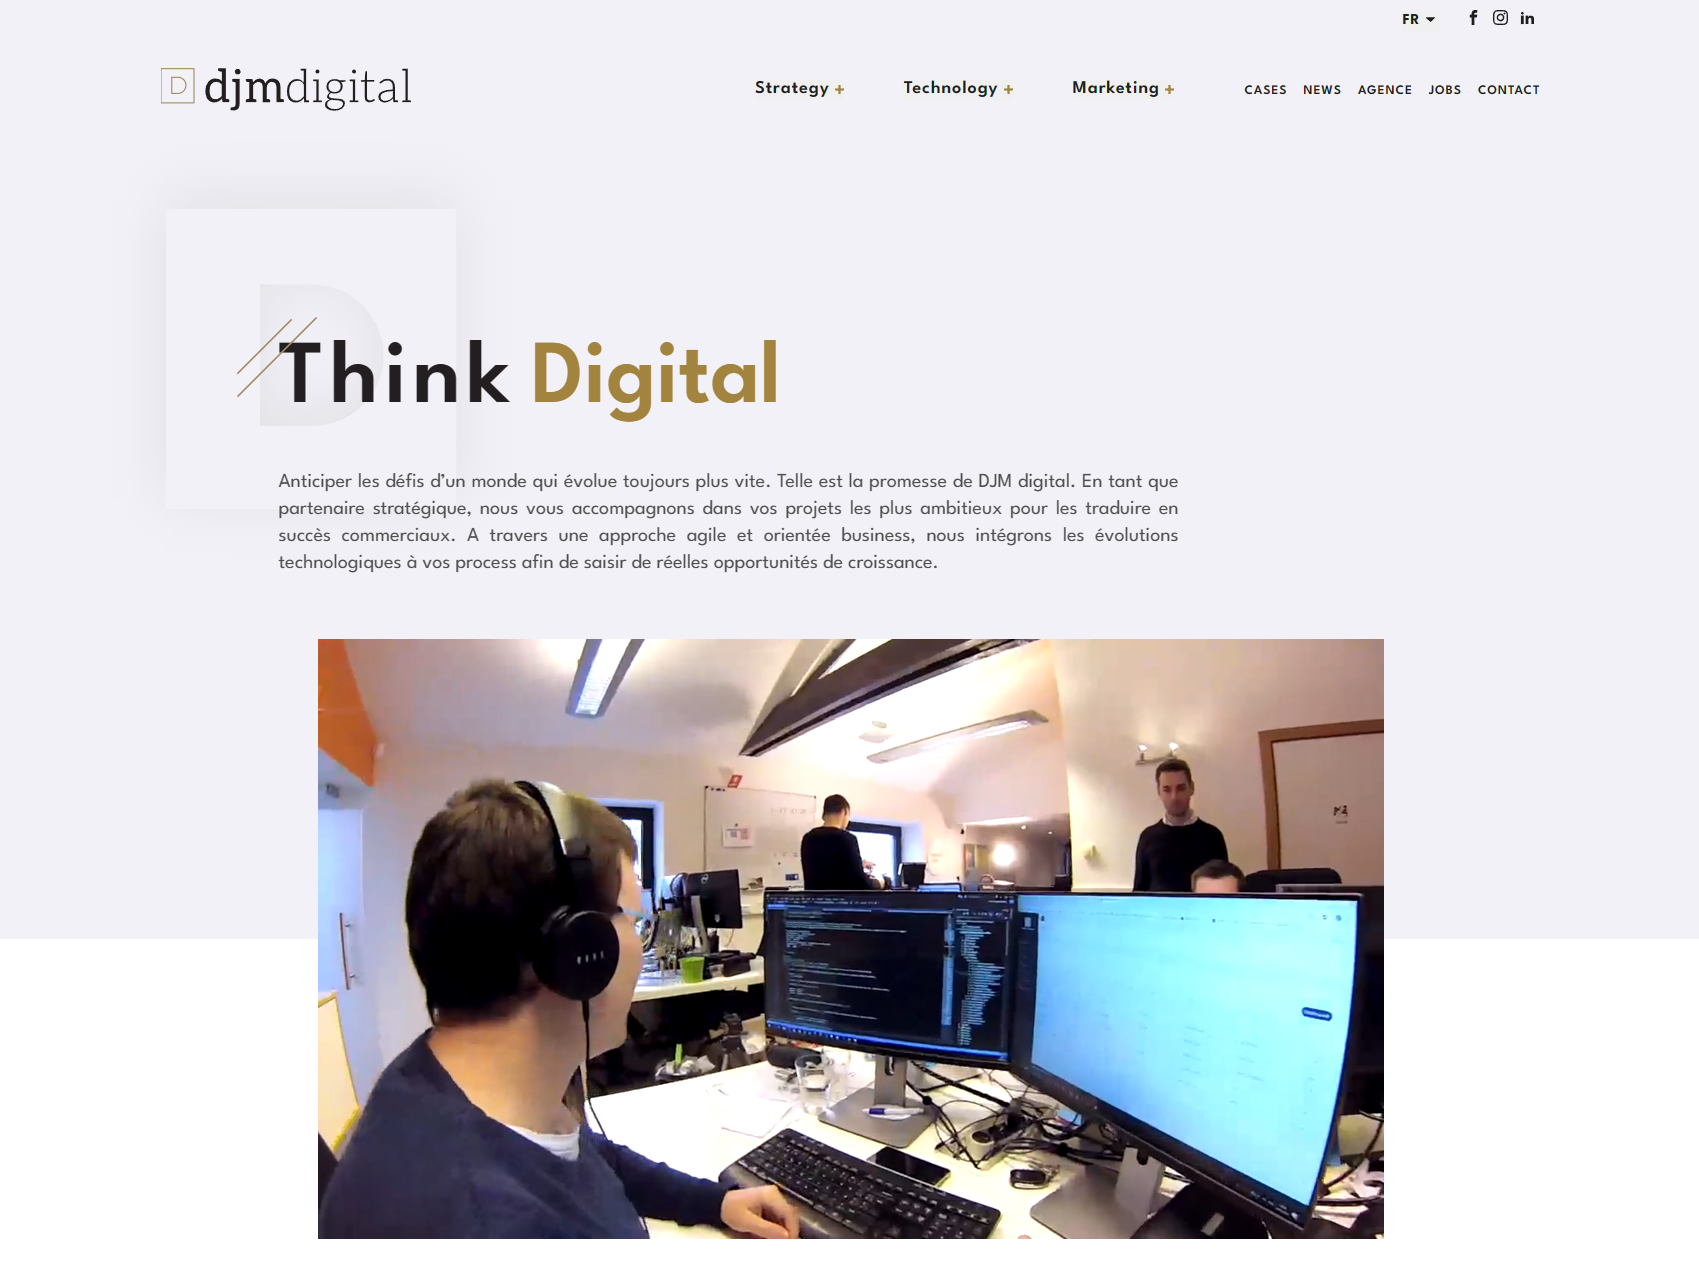 FR
D djmdigital
Strategy + Technology + Marketing + CASES NEWS AGENCE JOBS CONTACT
D
Think Digital
Anticiper les défis d’un monde qui évolue toujours plus vite. Telle est la promesse de DJM digital. En tant que
partenaire stratégique, nous vous accompagnons dans vos projets les plus ambitieux pour les traduire en
succès commerciaux. A travers une approche agile et orientée business, nous intégrons les évolutions
technologiques à vos process afin de saisir de réelles opportunités de croissance.